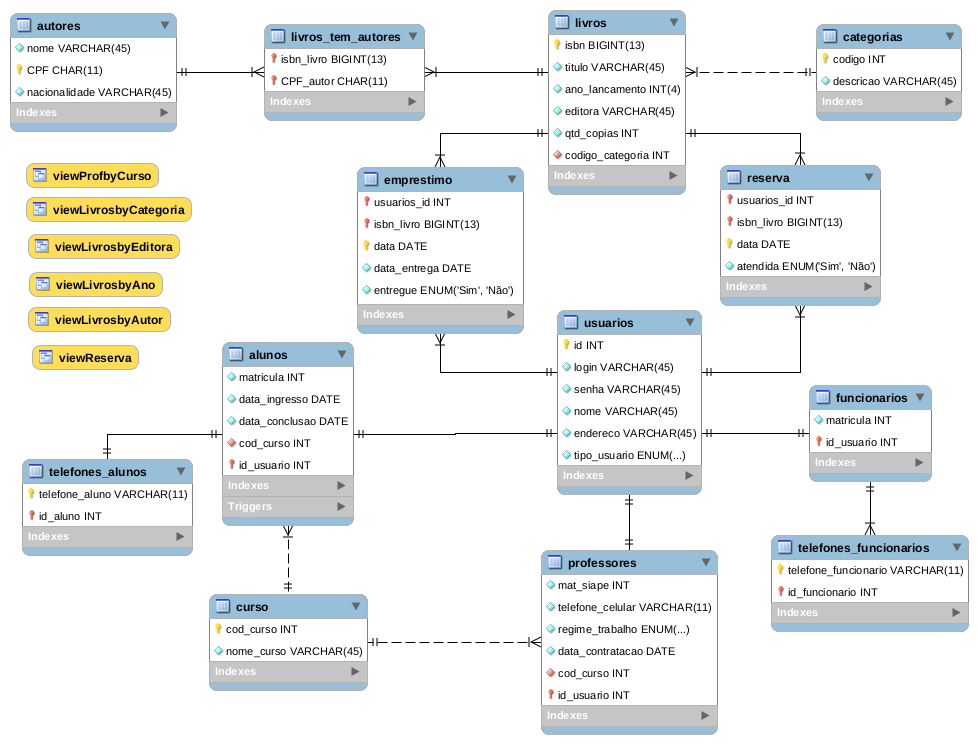 autores
nome VARCHAR(45)
CPF CHAR(11)
nacionalidade VARCHAR(45)
Indexes
livros_tem_autores
isbn_livro BIGINT(13)
CPF_autor CHAR(11)
Indexes
livros
isbn BIGINT(13)
titulo VARCHAR(45)
ano_lancamento INT(4)
editora VARCHAR(45)
qtd_copias INT
codigo_categoria INT
Indexes
categorias
codigo INT
descricao VARCHAR(45)
Indexes
viewProfbyCurso
viewLivrosbyCategoria
viewLivrosbyEditora
viewLivrosbyAno
viewLivrosbyAutor
viewReserva
emprestimo
usuarios_id INT
isbn_livro BIGINT(13)
data DATE
data_entrega DATE
entregue ENUM('Sim', 'Não')
Indexes
reserva
usuarios_id INT
isbn_livro BIGINT(13)
data DATE
atendida ENUM('Sim', 'Não')
Indexes
usuarios
id INT
login VARCHAR(45)
senha VARCHAR(45)
nome VARCHAR(45)
endereco VARCHAR(45)
tipo_usuario ENUM(...)
Indexes
alunos
matricula INT
data_ingresso DATE
data_conclusao DATE
cod_curso INT
id_usuario INT
Indexes
Triggers
funcionarios
matricula INT
id_usuario INT
Indexes
telefones_alunos
telefone_aluno VARCHAR(11)
id_aluno INT
Indexes
telefones_funcionarios
telefone_funcionario VARCHAR(11)
id_funcionario INT
Indexes
curso
cod_curso INT
nome_curso VARCHAR(45)
Indexes
professores
mat_siape INT
telefone_celular VARCHAR(11)
regime_trabalho ENUM(...)
data_contratacao DATE
cod_curso INT
id_usuario INT
Indexes